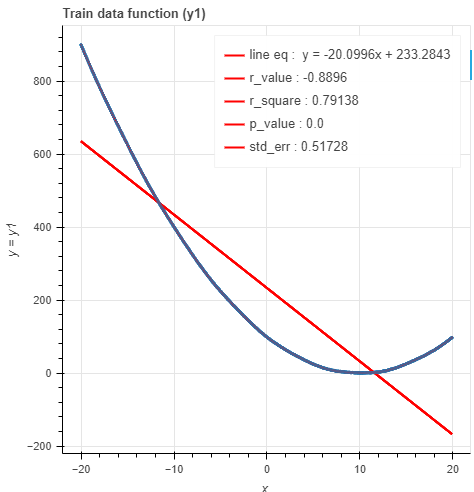 Train data function (y1)
line eq :  y = -20.0996x + 233.2843
r_value : -0.8896
r_square : 0.79138
p_value : 0.0
std_err : 0.51728
800
600
400
200
0
−200
y = y1
−20
−10
0
10
20
x